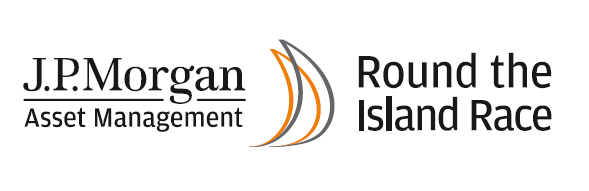 J.P.Morgan
Asset Management
Round the
Island Race